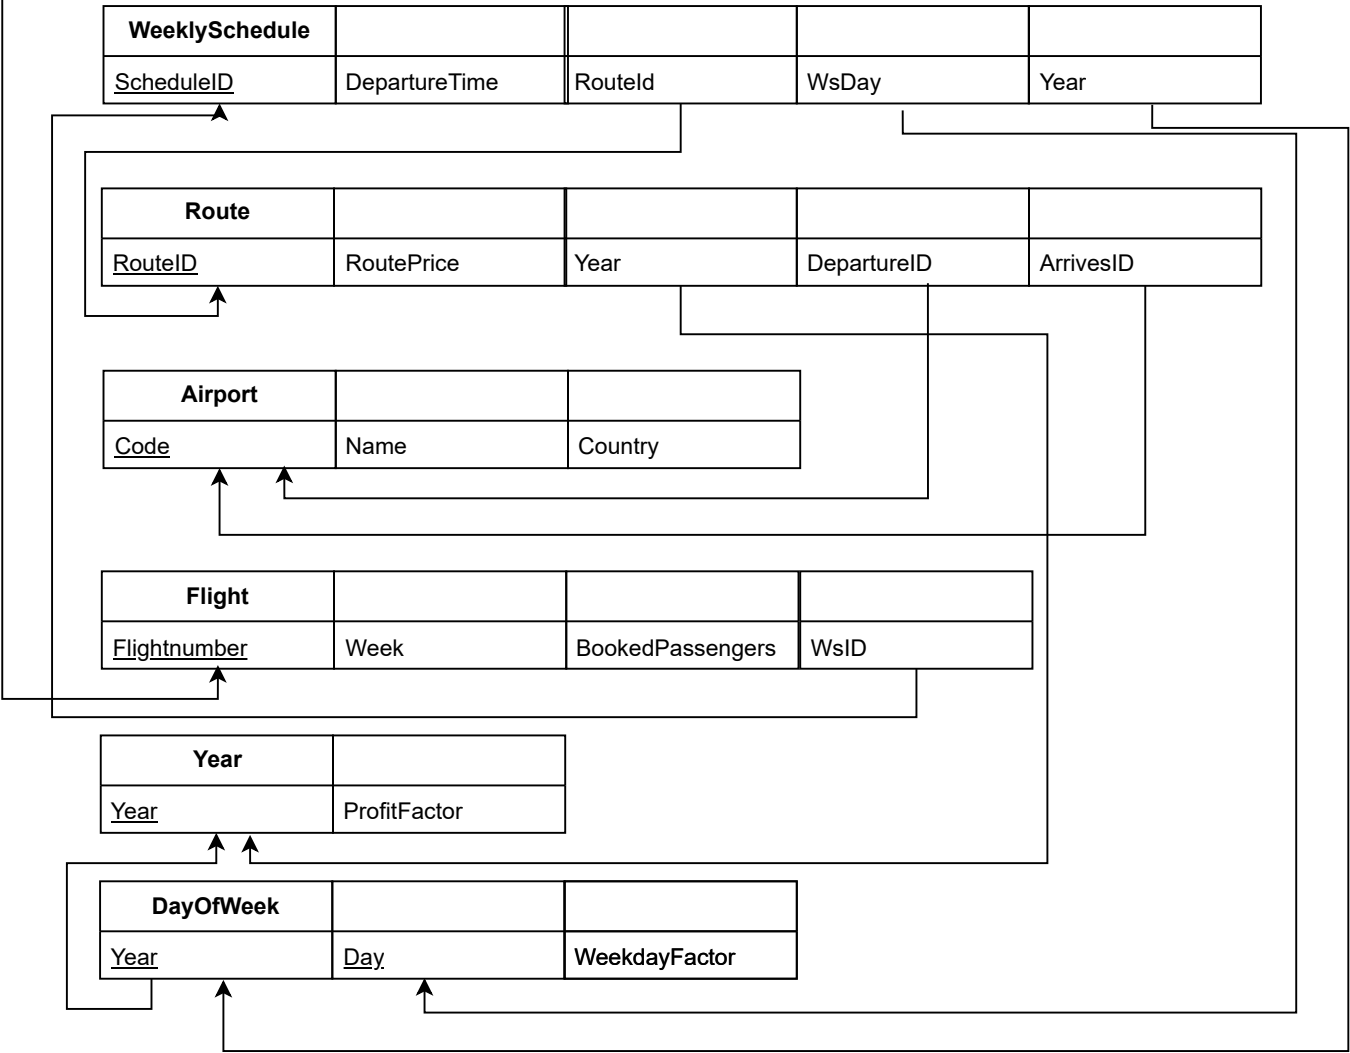 WeeklySchedule
ScheduleID DepartureTime RouteId WsDay Year
Route
RouteID RoutePrice Year DepartureID ArrivesID
Airport
Code Name Country
Flight
Flightnumber Week BookedPassengers WsID
Year
Year ProfitFactor
DayOfWeek
Year Day WeekdayFactor